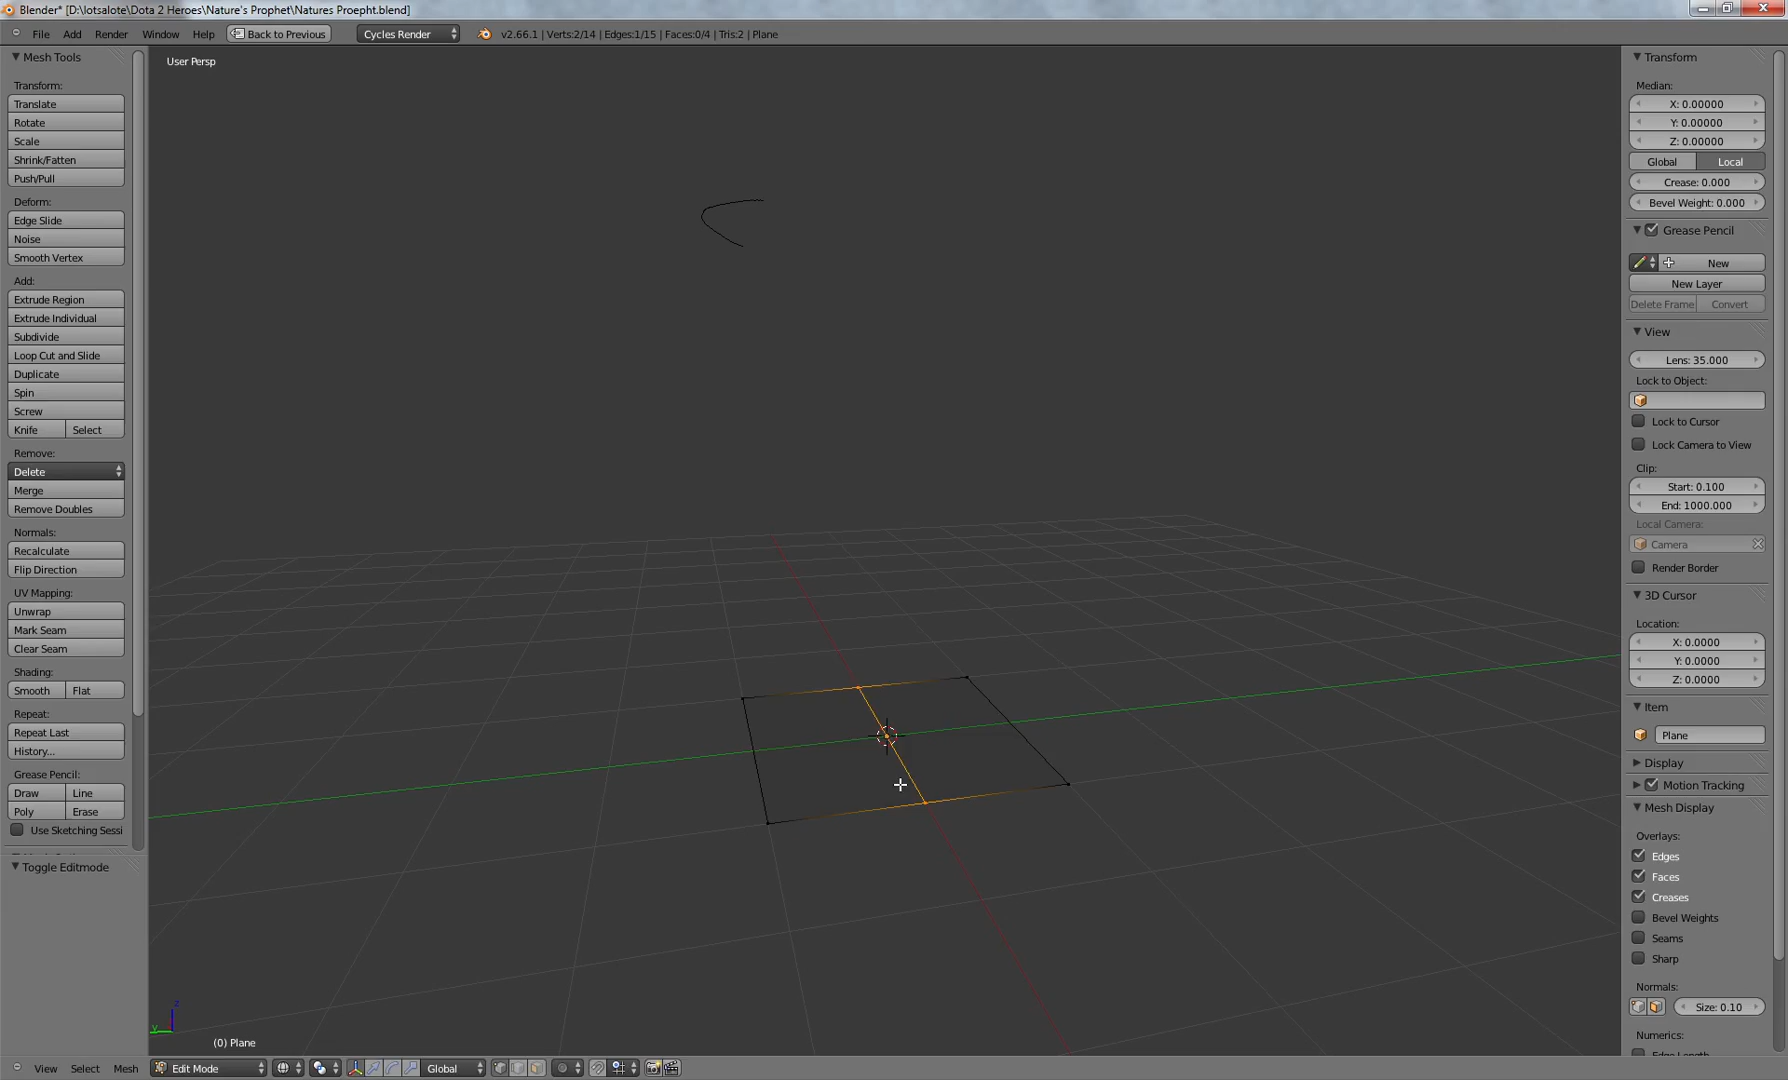 Blender* [D:\lotsalote\Dota 2 Heroes\Nature's Prophet\Natures Proepht.blend]
File Add Render Window Help Back to Previous Cycles Render v2.66.1 | Verts:2/14 | Edges:1/15 | Faces:0/4 | Tris:2 | Plane
Mesh Tools
Transform:
Translate
Rotate
Scale
Shrink/Fatten
Push/Pull
Deform:
Edge Slide
Noise
Smooth Vertex
Add:
Extrude Region
Extrude Individual
Subdivide
Loop Cut and Slide
Duplicate
Spin
Screw
Knife Select
Remove:
Delete
Merge
Remove Doubles
Normals:
Recalculate
Flip Direction
UV Mapping:
Unwrap
Mark Seam
Clear Seam
Shading:
Smooth Flat
Repeat:
Repeat Last
History...
Grease Pencil:
Draw Line
Poly Erase
Use Sketching Sessi
Toggle Editmode
User Persp
z
y
(0) Plane
Transform
Median:
X: 0.00000
Y: 0.00000
Z: 0.00000
Global Local
Crease: 0.000
Bevel Weight: 0.000
Grease Pencil
New
New Layer
Delete Frame Convert
View
Lens: 35.000
Lock to Object:
Lock to Cursor
Lock Camera to View
Clip:
Start: 0.100
End: 1000.000
Local Camera:
Camera
Render Border
3D Cursor
Location:
X: 0.0000
Y: 0.0000
Z: 0.0000
Item
Plane
Display
Motion Tracking
Mesh Display
Overlays:
Edges
Faces
Creases
Bevel Weights
Seams
Sharp
Normals:
Size: 0.10
Numerics:
Edge Length
View Select Mesh Edit Mode Global